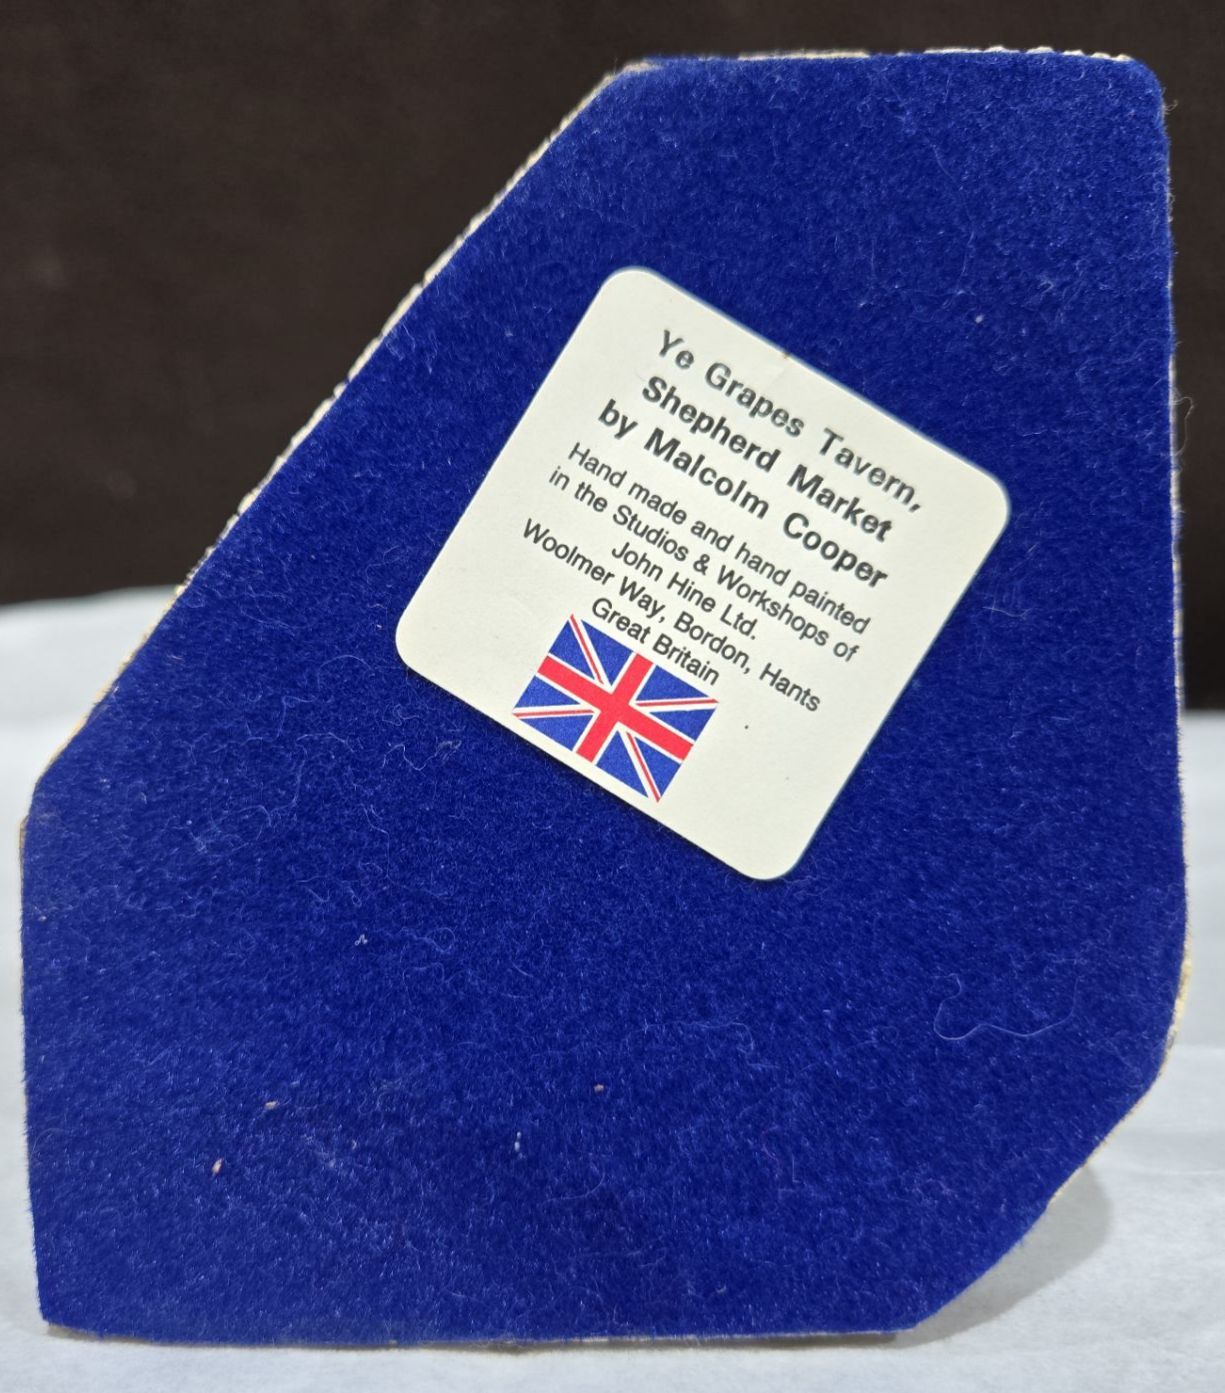 Ye Grapes Tavern,
Shepherd Market
by Malcolm Cooper
Hand made and hand painted
in the Studios & Workshops of
John Hine Ltd.
Woolmer Way, Bordon, Hants
Great Britain